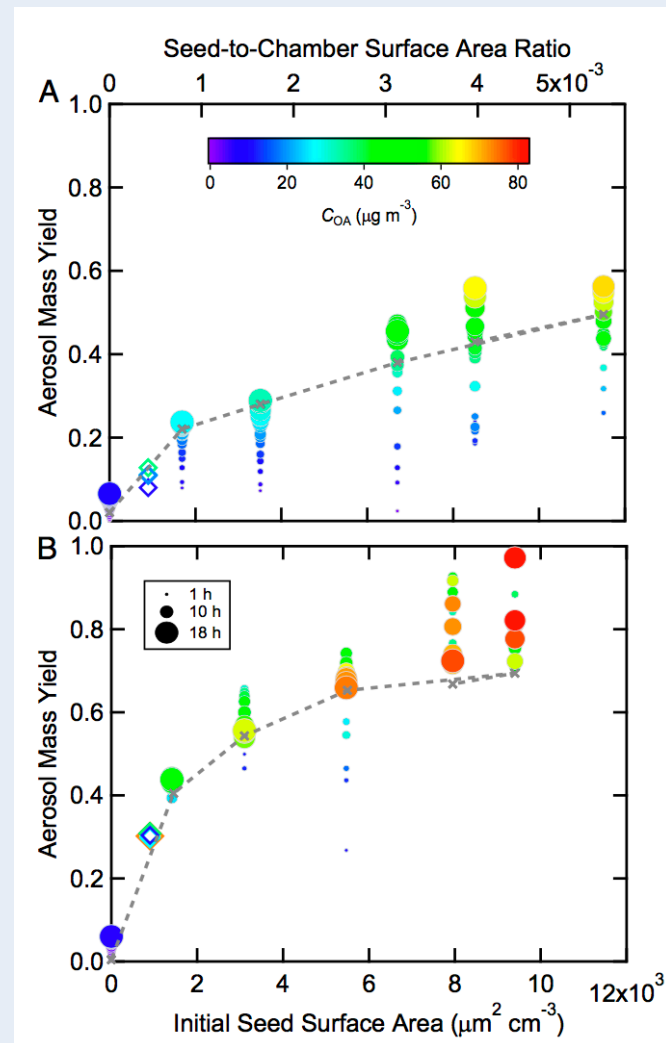 Seed-to-Chamber Surface Area Ratio
0 1 2 3 4 5x10⁻³
A
1.0
0 20 40 60 80
C_OA (μg m⁻³)
0.8
0.6
0.4
0.2
0.0
Aerosol Mass Yield
B
1.0
1 h
10 h
18 h
0.8
0.6
0.4
0.2
0.0
Aerosol Mass Yield
0 2 4 6 8 10 12x10³
Initial Seed Surface Area (μm² cm⁻³)